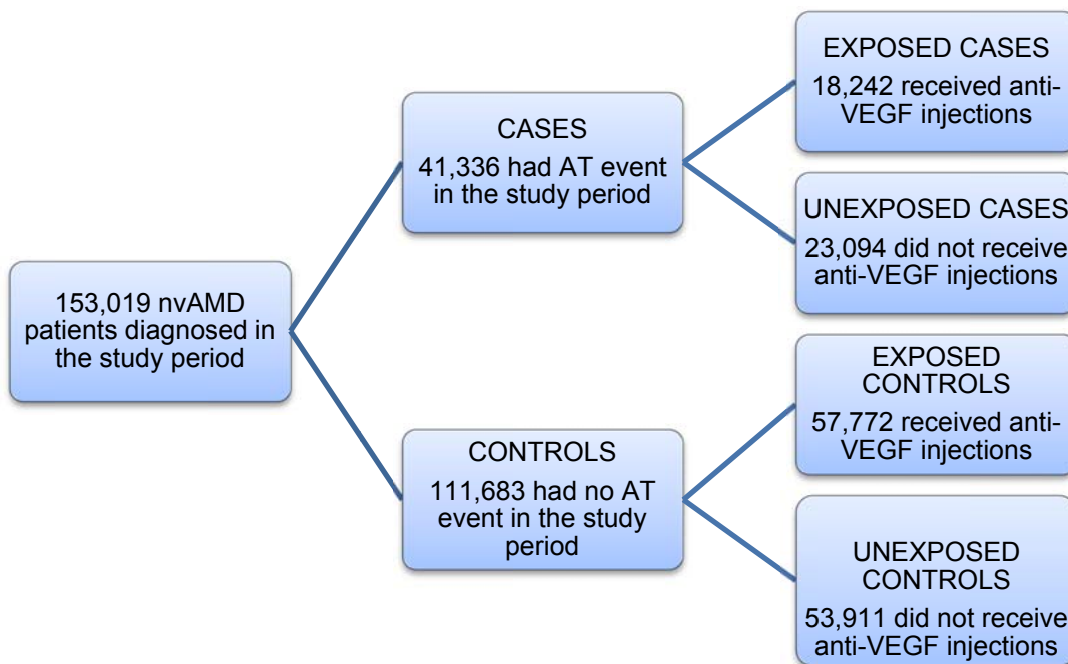 153,019 nvAMD
patients diagnosed in
the study period
CASES
41,336 had AT event
in the study period
CONTROLS
111,683 had no AT
event in the study
period
EXPOSED CASES
18,242 received anti-
VEGF injections
UNEXPOSED CASES
23,094 did not receive
anti-VEGF injections
EXPOSED
CONTROLS
57,772 received anti-
VEGF injections
UNEXPOSED
CONTROLS
53,911 did not receive
anti-VEGF injections